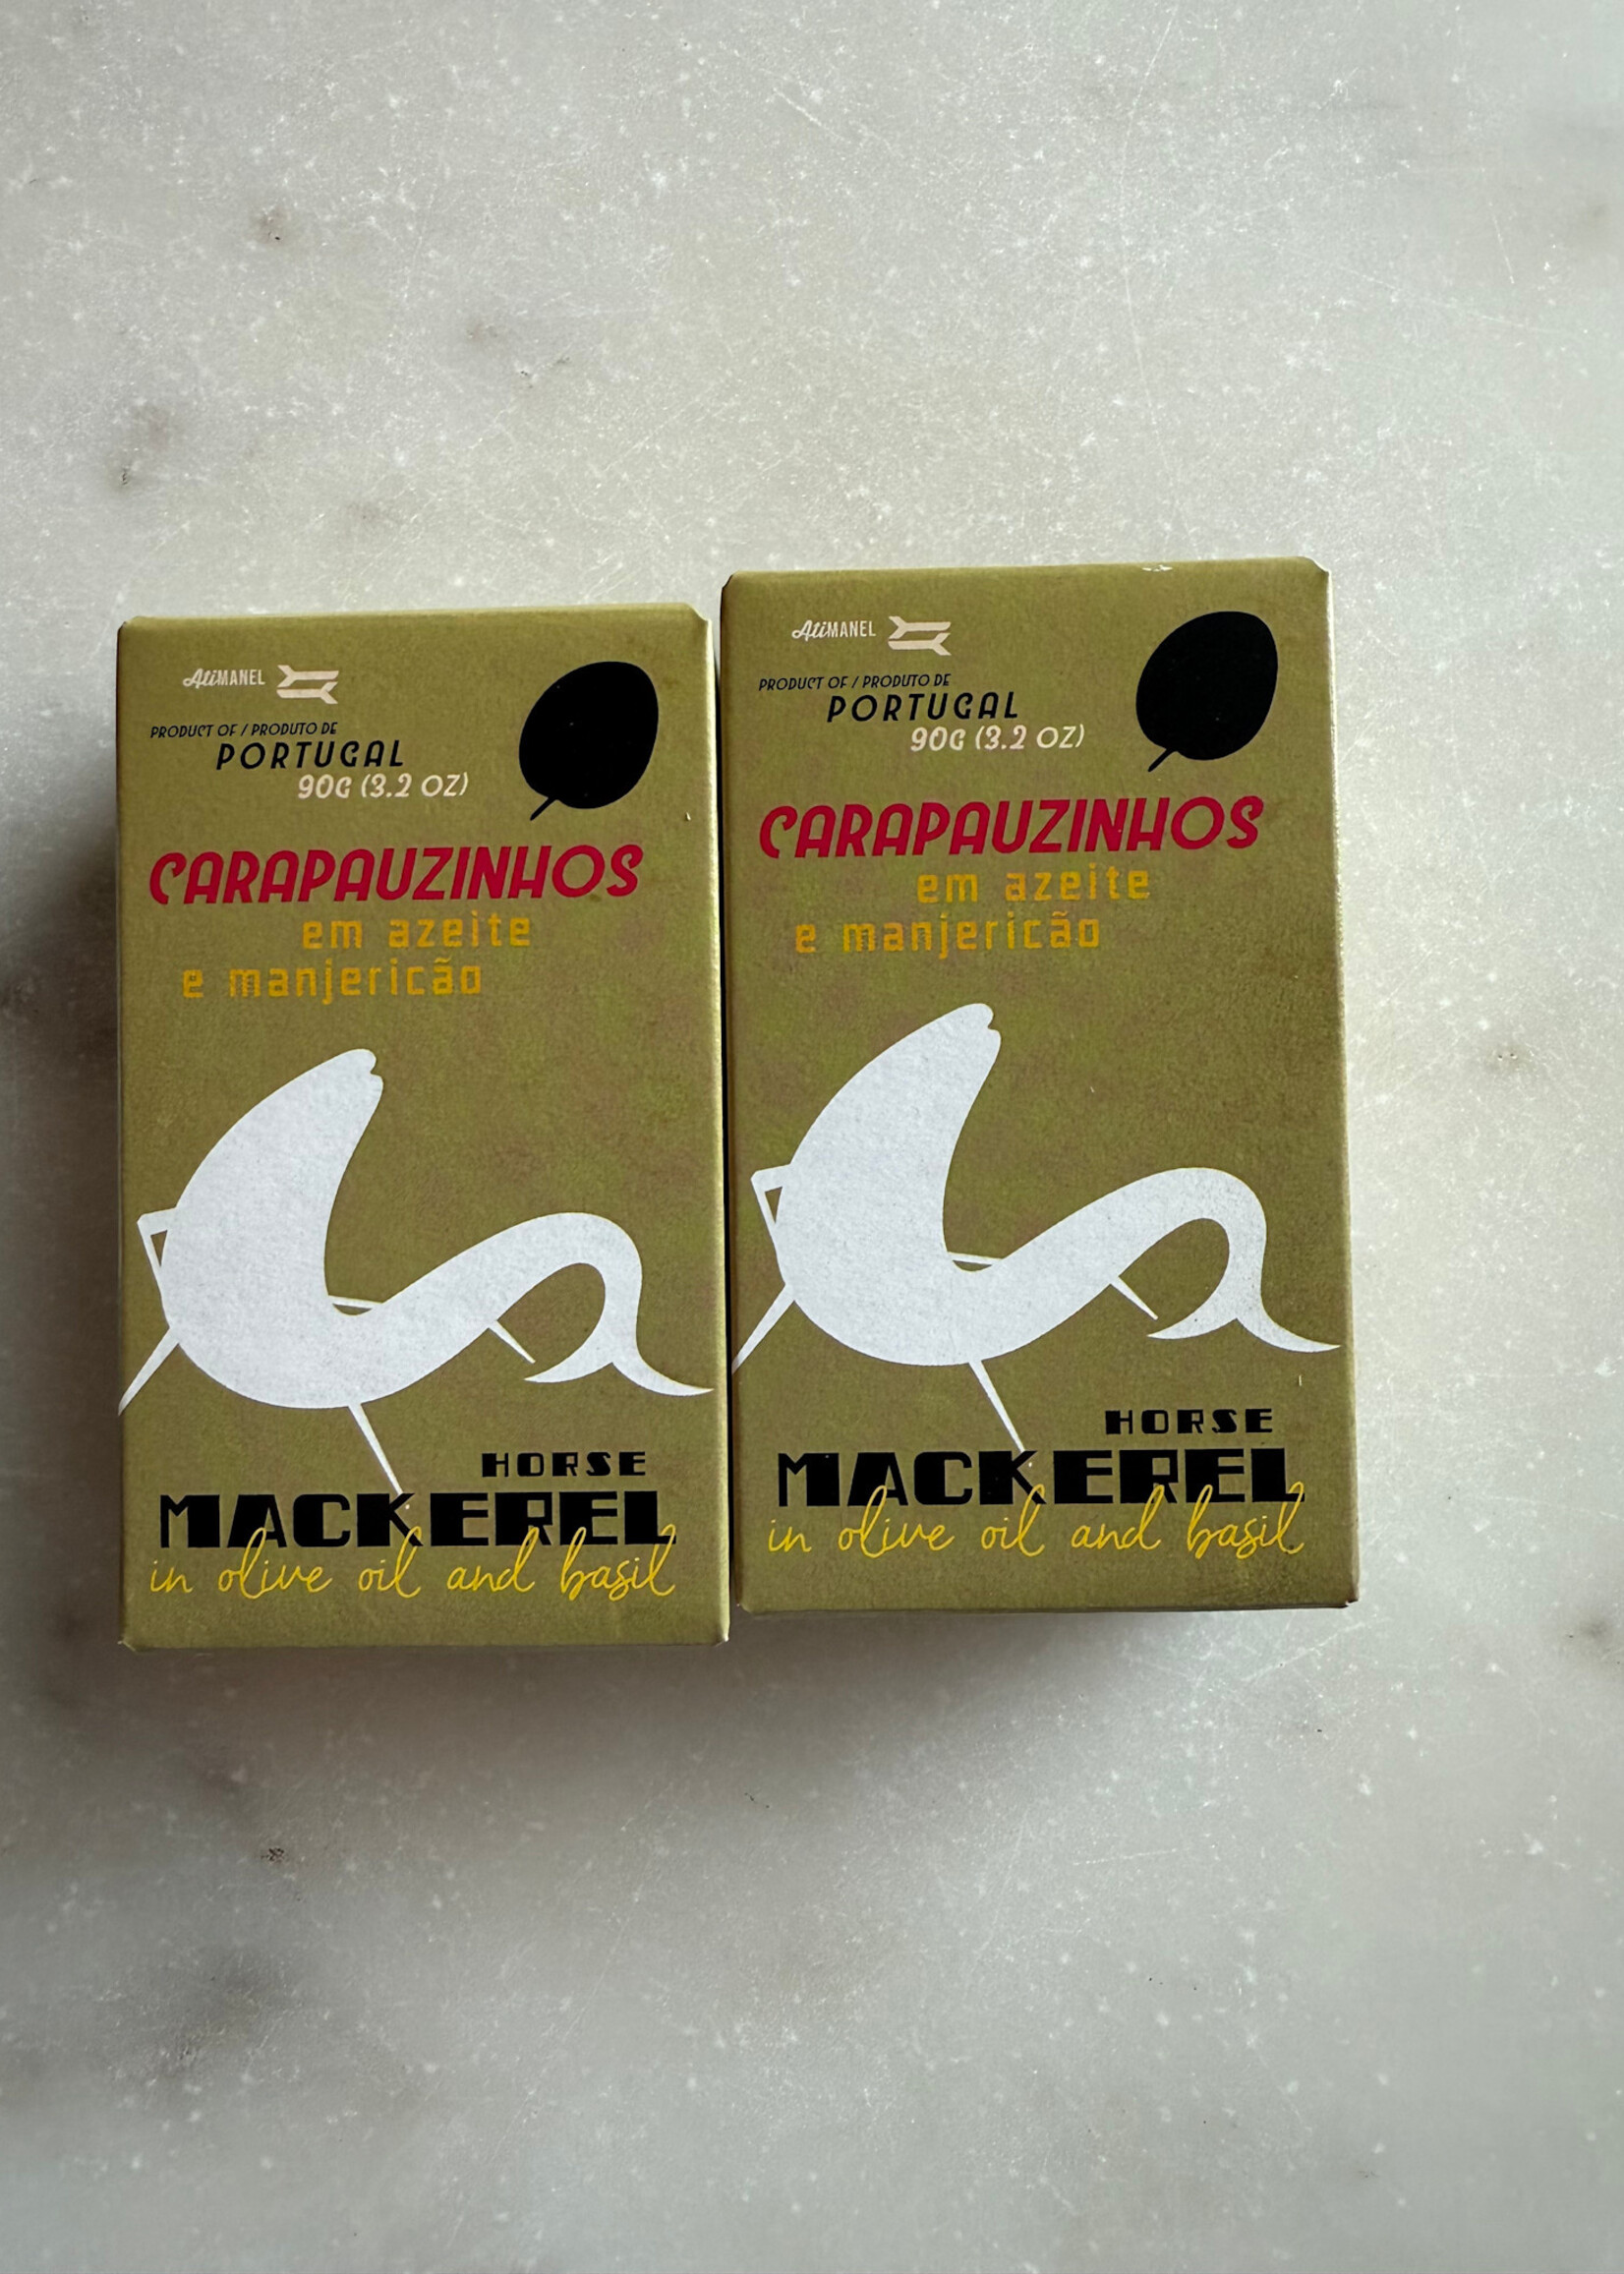 AtiMANEL
PRODUCT OF / PRODUTO DE
PORTUGAL
90G (3.2 OZ)
CARAPAUZINHOS
em azeite
e manjericão
HORSE
MACKEREL
in olive oil and basil
AtiMANEL
PRODUCT OF / PRODUTO DE
PORTUGAL
90G (3.2 OZ)
CARAPAUZINHOS
em azeite
e manjericão
HORSE
MACKEREL
in olive oil and basil